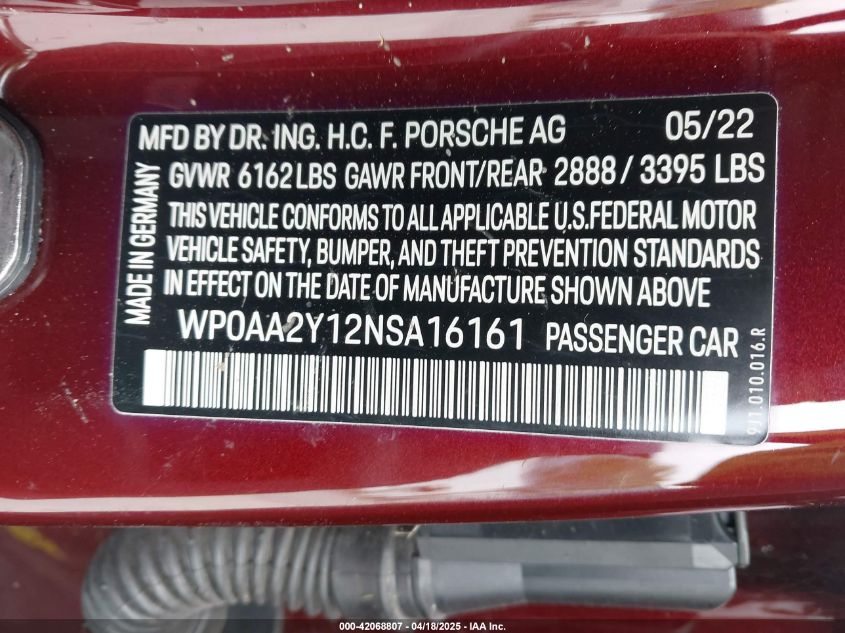 MFD BY DR. ING. H.C. F. PORSCHE AG 05/22
GVWR 6162 LBS GAWR FRONT/REAR 2888 / 3395 LBS
THIS VEHICLE CONFORMS TO ALL APPLICABLE U.S.FEDERAL MOTOR
VEHICLE SAFETY, BUMPER, AND THEFT PREVENTION STANDARDS
IN EFFECT ON THE DATE OF MANUFACTURE SHOWN ABOVE
WP0AA2Y12NSA16161 PASSENGER CAR
MADE IN GERMANY
9J1.010.016.R
000-42068807 - 04/18/2025 - IAA Inc.